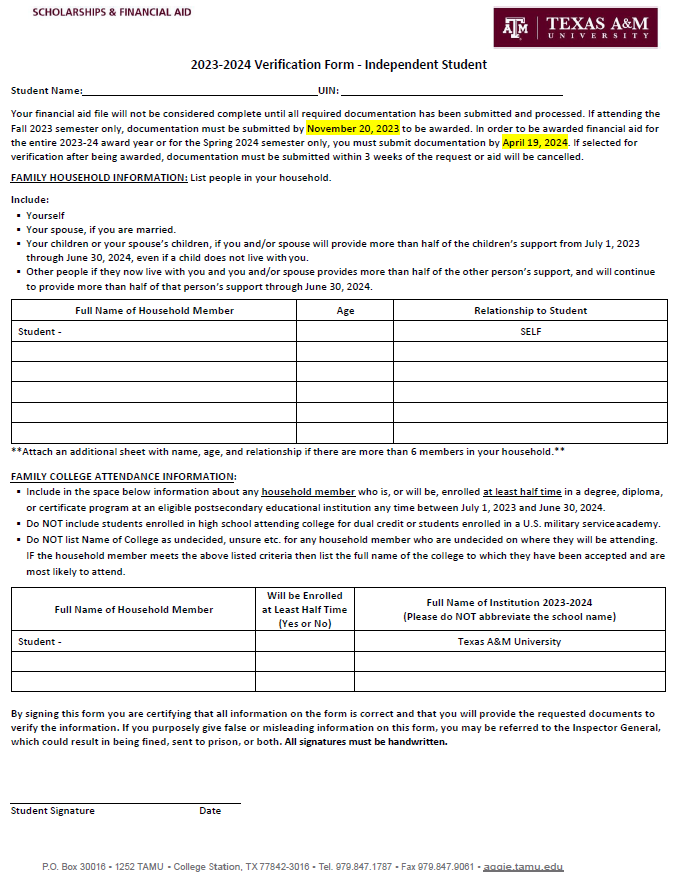 SCHOLARSHIPS & FINANCIAL AID
TEXAS A&M
UNIVERSITY
2023-2024 Verification Form - Independent Student
Student Name: UIN:
Your financial aid file will not be considered complete until all required documentation has been submitted and processed. If attending the
Fall 2023 semester only, documentation must be submitted by November 20, 2023 to be awarded. In order to be awarded financial aid for
the entire 2023-24 award year or for the Spring 2024 semester only, you must submit documentation by April 19, 2024. If selected for
verification after being awarded, documentation must be submitted within 3 weeks of the request or aid will be cancelled.
FAMILY HOUSEHOLD INFORMATION: List people in your household.
Include:
▪ Yourself
▪ Your spouse, if you are married.
▪ Your children or your spouse's children, if you and/or spouse will provide more than half of the children's support from July 1, 2023
through June 30, 2024, even if a child does not live with you.
▪ Other people if they now live with you and you and/or spouse provides more than half of the other person's support, and will continue
to provide more than half of that person's support through June 30, 2024.
Full Name of Household Member Age Relationship to Student
Student - SELF
**Attach an additional sheet with name, age, and relationship if there are more than 6 members in your household.**
FAMILY COLLEGE ATTENDANCE INFORMATION:
▪ Include in the space below information about any household member who is, or will be, enrolled at least half time in a degree, diploma,
or certificate program at an eligible postsecondary educational institution any time between July 1, 2023 and June 30, 2024.
▪ Do NOT include students enrolled in high school attending college for dual credit or students enrolled in a U.S. military service academy.
▪ Do NOT list Name of College as undecided, unsure etc. for any household member who are undecided on where they will be attending.
IF the household member meets the above listed criteria then list the full name of the college to which they have been accepted and are
most likely to attend.
Full Name of Household Member
Will be Enrolled
at Least Half Time
(Yes or No)
Full Name of Institution 2023-2024
(Please do NOT abbreviate the school name)
Student - Texas A&M University
By signing this form you are certifying that all information on the form is correct and that you will provide the requested documents to
verify the information. If you purposely give false or misleading information on this form, you may be referred to the Inspector General,
which could result in being fined, sent to prison, or both. All signatures must be handwritten.
Student Signature Date
P.O. Box 30016 • 1252 TAMU • College Station, TX 77842-3016 • Tel. 979.847.1787 • Fax 979.847.9061 • aggie.tamu.edu